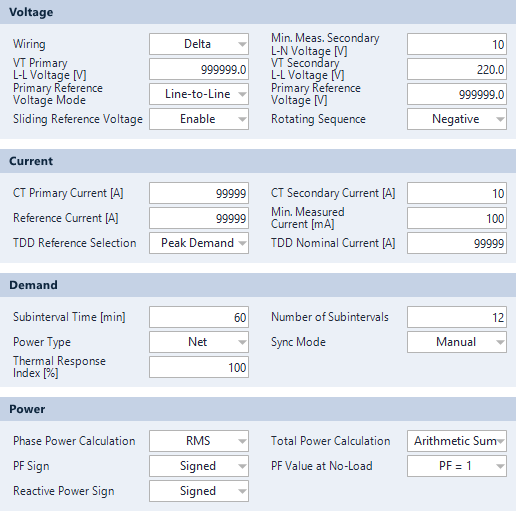 Voltage
Wiring Delta Min. Meas. Secondary L-N Voltage [V] 10
VT Primary L-L Voltage [V] 999999.0 VT Secondary L-L Voltage [V] 220.0
Primary Reference Voltage Mode Line-to-Line Primary Reference Voltage [V] 999999.0
Sliding Reference Voltage Enable Rotating Sequence Negative
Current
CT Primary Current [A] 99999 CT Secondary Current [A] 10
Reference Current [A] 99999 Min. Measured Current [mA] 100
TDD Reference Selection Peak Demand TDD Nominal Current [A] 99999
Demand
Subinterval Time [min] 60 Number of Subintervals 12
Power Type Net Sync Mode Manual
Thermal Response Index [%] 100
Power
Phase Power Calculation RMS Total Power Calculation Arithmetic Sum
PF Sign Signed PF Value at No-Load PF = 1
Reactive Power Sign Signed